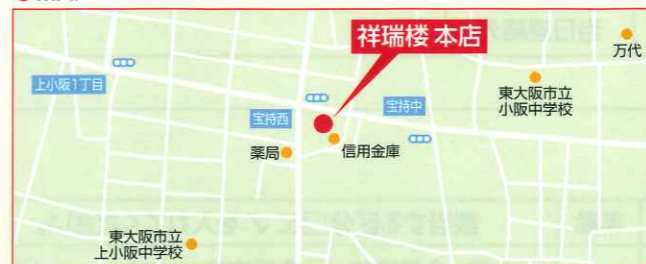 祥瑞楼 本店
万代
上小阪1丁目
東大阪市立
小阪中学校
宝持中
宝持西
薬局
信用金庫
東大阪市立
上小阪中学校